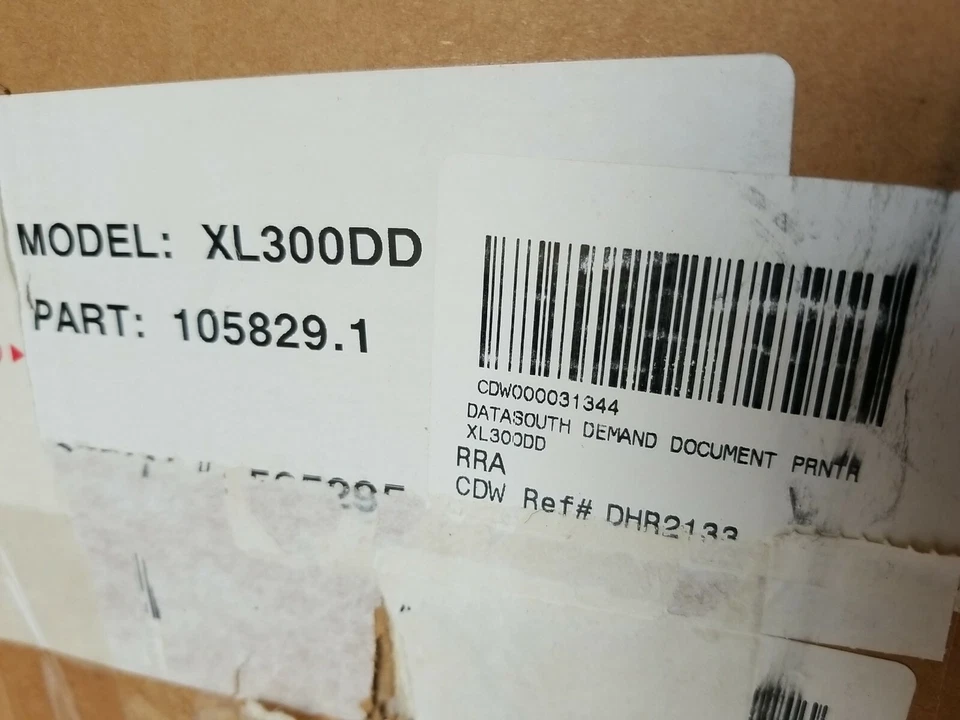 MODEL: XL300DD
PART: 105829.1
CDW000031344
DATASOUTH DEMAND DOCUMENT PRNTR
XL300DD
RRA
CDW Ref# DHR2133